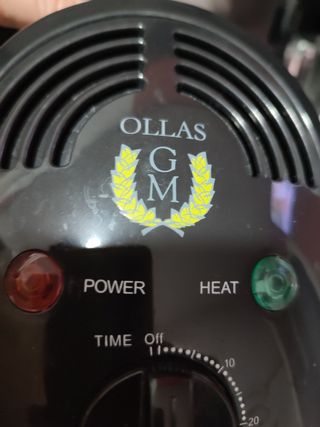 OLLAS
G
M
POWER HEAT
TIME Off
10
20